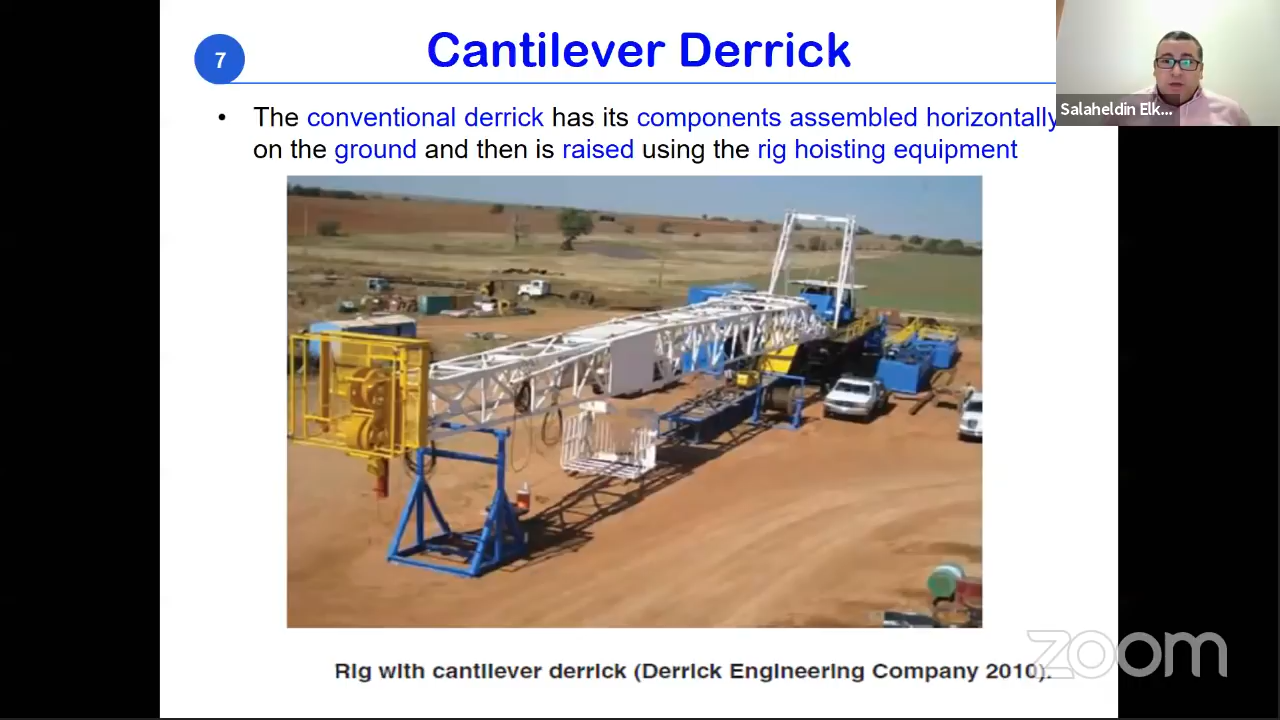 7
Cantilever Derrick
Salaheldin Elk...
• The conventional derrick has its components assembled horizontally
on the ground and then is raised using the rig hoisting equipment
Rig with cantilever derrick (Derrick Engineering Company 2010).
zoom